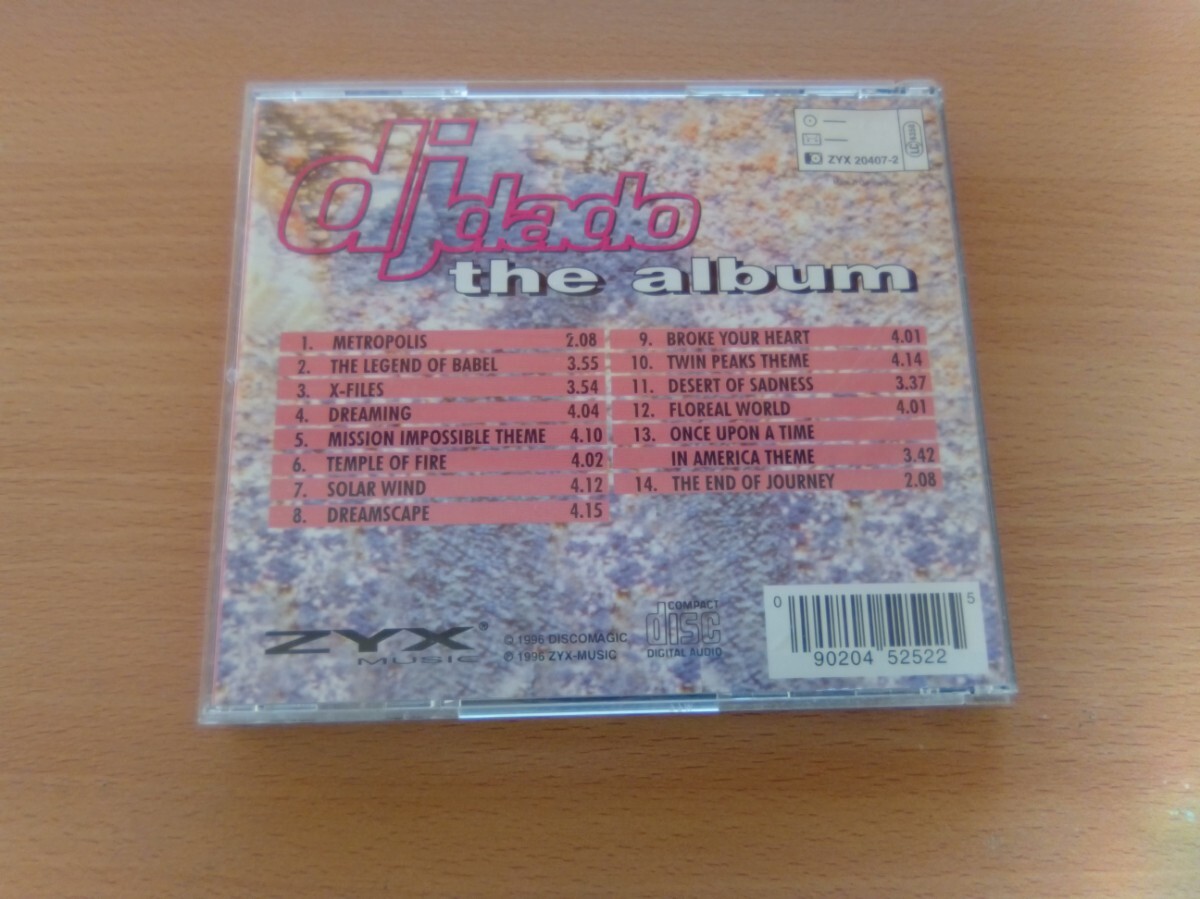 dj dado
the album
ZYX 20407-2
1. METROPOLIS 2.08
2. THE LEGEND OF BABEL 3.55
3. X-FILES 3.54
4. DREAMING 4.04
5. MISSION IMPOSSIBLE THEME 4.10
6. TEMPLE OF FIRE 4.02
7. SOLAR WIND 4.12
8. DREAMSCAPE 4.15
9. BROKE YOUR HEART 4.01
10. TWIN PEAKS THEME 4.14
11. DESERT OF SADNESS 3.37
12. FLOREAL WORLD 4.01
13. ONCE UPON A TIME
IN AMERICA THEME 3.42
14. THE END OF JOURNEY 2.08
ZYX®
MUSIC
© 1996 DISCOMAGIC
℗ 1996 ZYX-MUSIC
COMPACT
disc
DIGITAL AUDIO
0 90204 52522 5